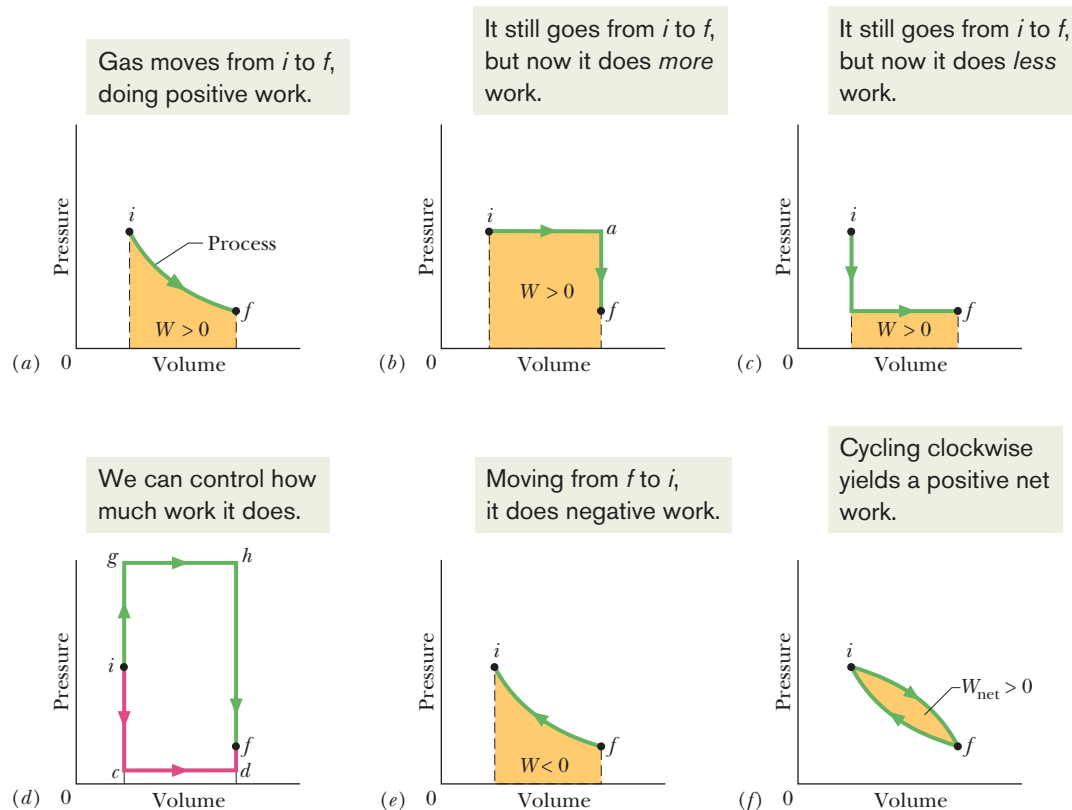 Gas moves from i to f,
doing positive work.
Pressure
i
Process
W > 0
f
(a)
0
Volume
It still goes from i to f,
but now it does more
work.
Pressure
i
a
W > 0
f
(b)
0
Volume
It still goes from i to f,
but now it does less
work.
Pressure
i
f
W > 0
(c)
0
Volume
We can control how
much work it does.
g
h
Pressure
i
f
c
d
(d)
0
Volume
Moving from f to i,
it does negative work.
Pressure
i
f
W < 0
(e)
0
Volume
Cycling clockwise
yields a positive net
work.
Pressure
i
Wnet > 0
f
(f)
0
Volume